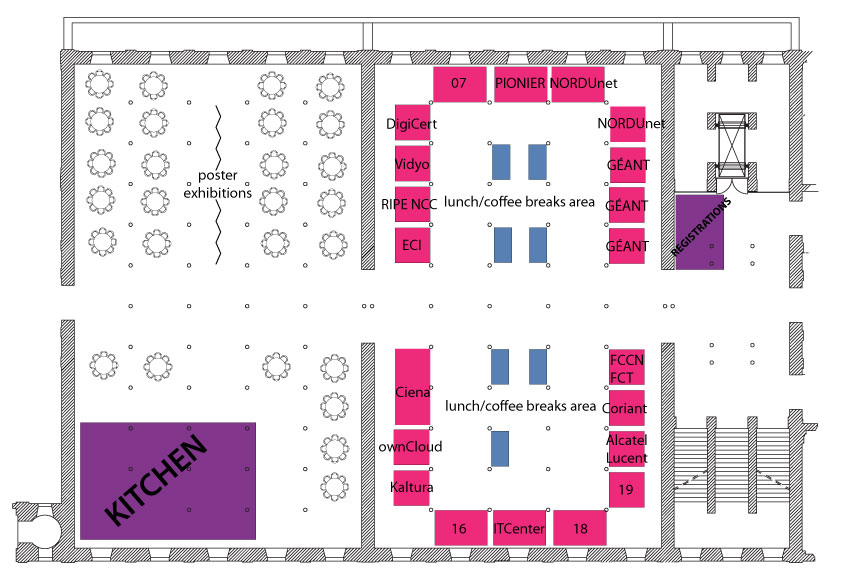 07
PIONIER
NORDUnet
DigiCert
NORDUnet
Vidyo
GÉANT
poster
exhibitions
RIPE NCC
lunch/coffee breaks area
GÉANT
REGISTRATIONS
ECI
GÉANT
FCCN
FCT
Ciena
lunch/coffee breaks area
Coriant
ownCloud
Alcatel
Lucent
KITCHEN
Kaltura
19
16
ITCenter
18